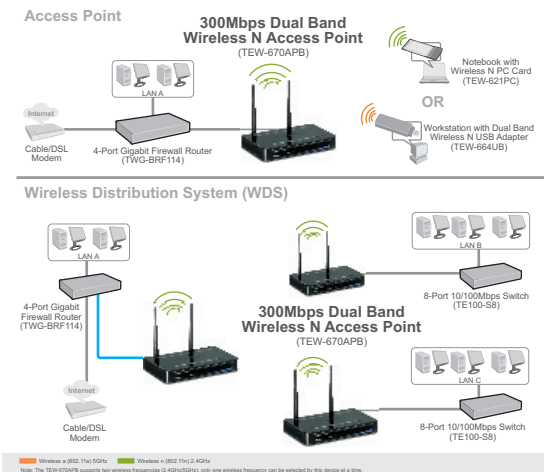 Access Point
300Mbps Dual Band
Wireless N Access Point
(TEW-670APB)
LAN A
Internet
Cable/DSL
Modem
4-Port Gigabit Firewall Router
(TWG-BRF114)
Notebook with
Wireless N PC Card
(TEW-621PC)
OR
Workstation with Dual Band
Wireless N USB Adapter
(TEW-664UB)
Wireless Distribution System (WDS)
LAN A
4-Port Gigabit
Firewall Router
(TWG-BRF114)
Internet
Cable/DSL
Modem
300Mbps Dual Band
Wireless N Access Point
(TEW-670APB)
LAN B
8-Port 10/100Mbps Switch
(TE100-S8)
LAN C
8-Port 10/100Mbps Switch
(TE100-S8)
Wireless a (802.11a) 5GHz
Wireless n (802.11n) 2.4GHz
Note: The TEW-670APB supports two wireless frequencies (2.4GHz/5GHz), only one wireless frequency can be selected by this device at a time.